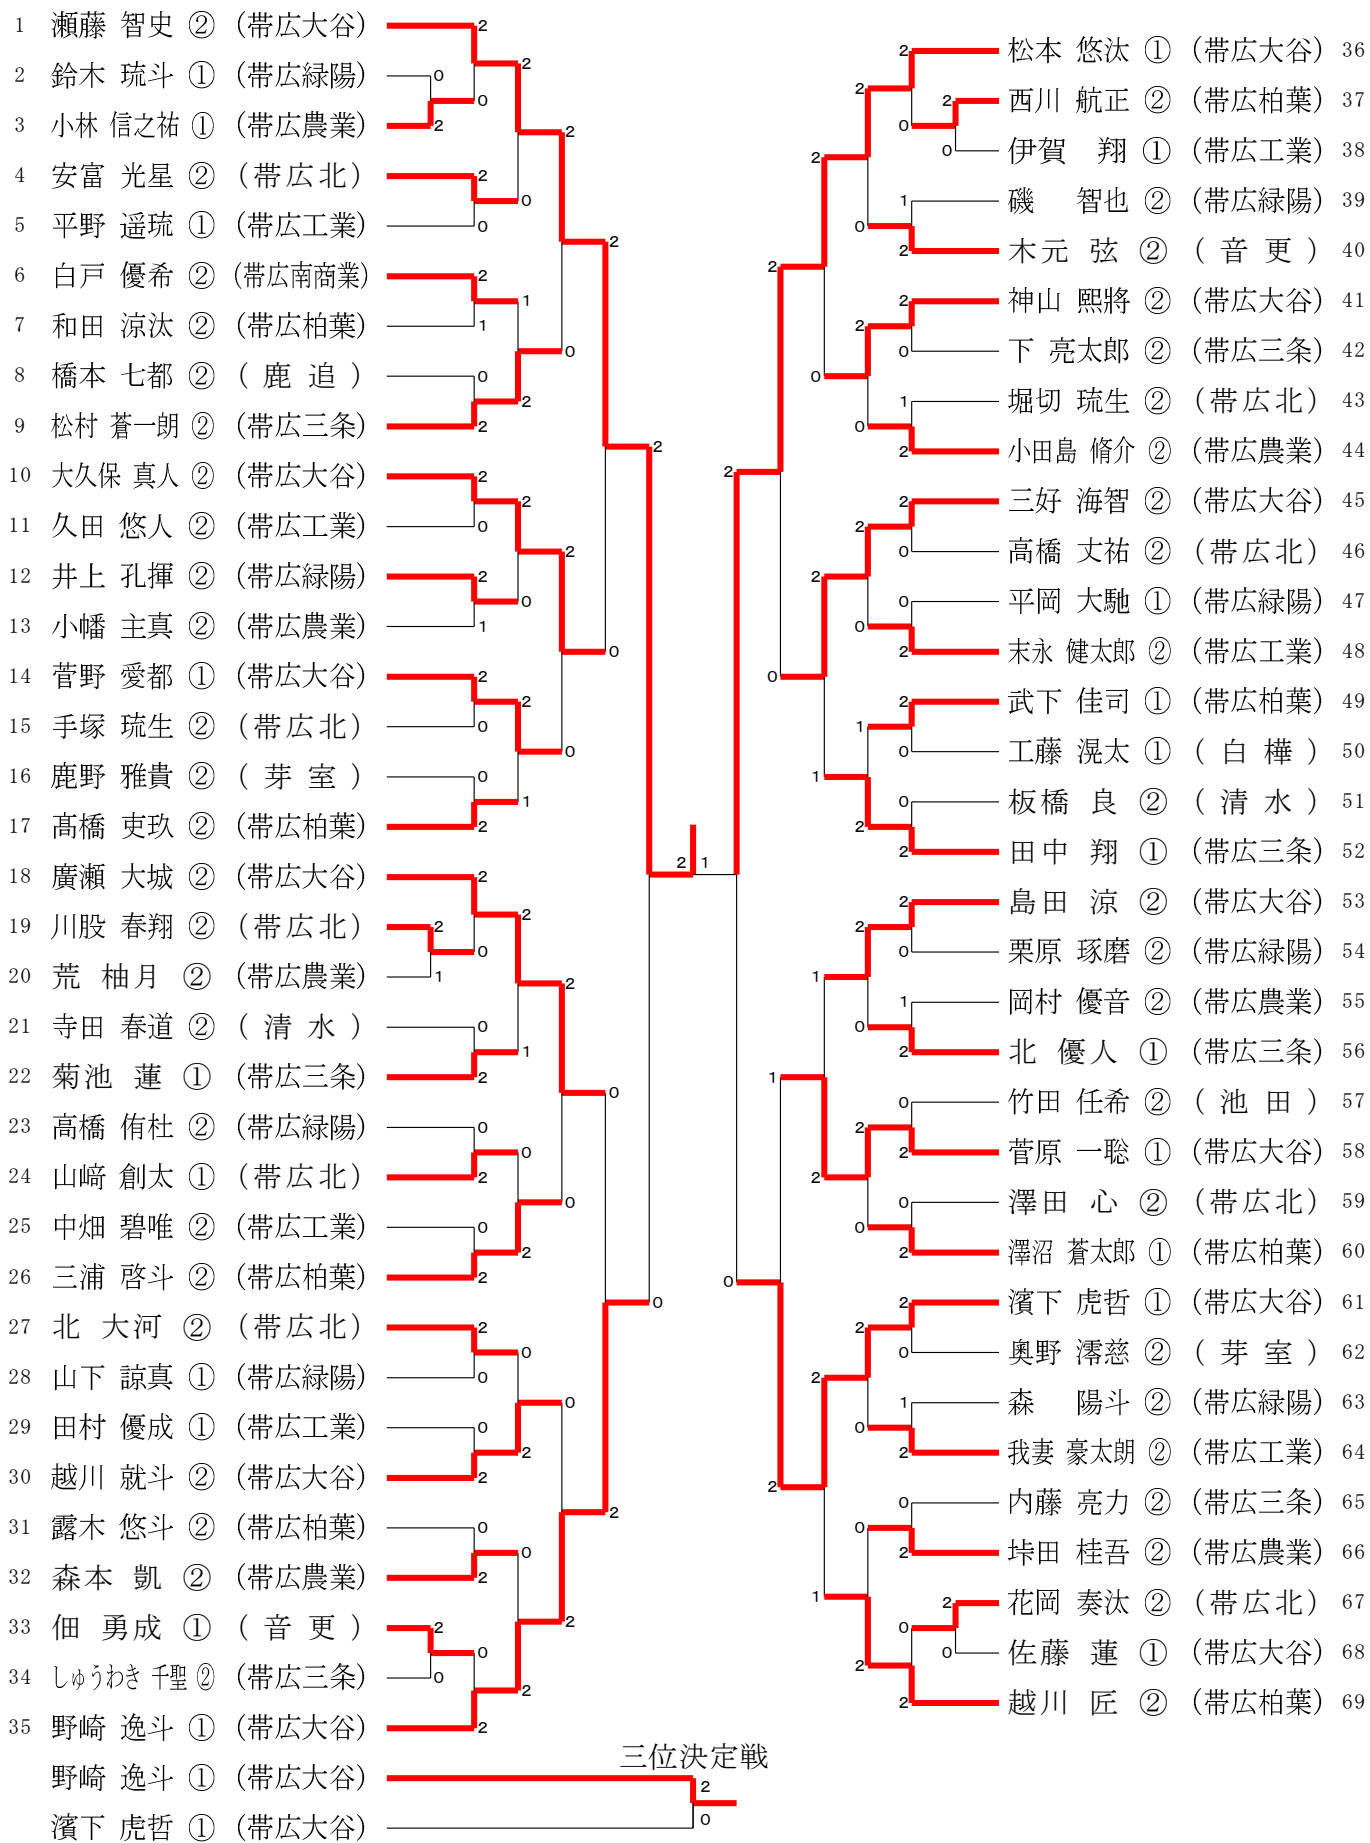 1 瀬藤 智史 ② (帯広大谷)
2 鈴木 琉斗 ① (帯広緑陽)
3 小林 信之祐 ① (帯広農業)
4 安富 光星 ② (帯広北)
5 平野 遥琉 ① (帯広工業)
6 白戸 優希 ② (帯広南商業)
7 和田 涼汰 ② (帯広柏葉)
8 橋本 七都 ② (鹿 追)
9 松村 蒼一朗 ② (帯広三条)
10 大久保 真人 ② (帯広大谷)
11 久田 悠人 ② (帯広工業)
12 井上 孔揮 ② (帯広緑陽)
13 小幡 主真 ② (帯広農業)
14 菅野 愛都 ① (帯広大谷)
15 手塚 琉生 ② (帯広北)
16 鹿野 雅貴 ② (芽 室)
17 髙橋 吏玖 ② (帯広柏葉)
18 廣瀬 大城 ② (帯広大谷)
19 川股 春翔 ② (帯広北)
20 荒 柚月 ② (帯広農業)
21 寺田 春道 ② (清 水)
22 菊池 蓮 ① (帯広三条)
23 高橋 侑杜 ② (帯広緑陽)
24 山﨑 創太 ① (帯広北)
25 中畑 碧唯 ② (帯広工業)
26 三浦 啓斗 ② (帯広柏葉)
27 北 大河 ② (帯広北)
28 山下 諒真 ① (帯広緑陽)
29 田村 優成 ① (帯広工業)
30 越川 就斗 ② (帯広大谷)
31 露木 悠斗 ② (帯広柏葉)
32 森本 凱 ② (帯広農業)
33 佃 勇成 ① (音 更)
34 しゅうわき 千聖 ② (帯広三条)
35 野崎 逸斗 ① (帯広大谷)
2 1
松本 悠汰 ① (帯広大谷) 36
西川 航正 ② (帯広柏葉) 37
伊賀 翔 ① (帯広工業) 38
磯 智也 ② (帯広緑陽) 39
木元 弦 ② (音 更) 40
神山 熙將 ② (帯広大谷) 41
下 亮太郎 ② (帯広三条) 42
堀切 琉生 ② (帯広北) 43
小田島 脩介 ② (帯広農業) 44
三好 海智 ② (帯広大谷) 45
高橋 丈祐 ② (帯広北) 46
平岡 大馳 ① (帯広緑陽) 47
末永 健太郎 ② (帯広工業) 48
武下 佳司 ① (帯広柏葉) 49
工藤 滉太 ① (白 樺) 50
板橋 良 ② (清 水) 51
田中 翔 ① (帯広三条) 52
島田 涼 ② (帯広大谷) 53
栗原 琢磨 ② (帯広緑陽) 54
岡村 優音 ② (帯広農業) 55
北 優人 ① (帯広三条) 56
竹田 任希 ② (池 田) 57
菅原 一聡 ① (帯広大谷) 58
澤田 心 ② (帯広北) 59
澤沼 蒼太郎 ① (帯広柏葉) 60
濱下 虎哲 ① (帯広大谷) 61
奥野 澪慈 ② (芽 室) 62
森 陽斗 ② (帯広緑陽) 63
我妻 豪太朗 ② (帯広工業) 64
内藤 亮力 ② (帯広三条) 65
垰田 桂吾 ② (帯広農業) 66
花岡 奏汰 ② (帯広北) 67
佐藤 蓮 ① (帯広大谷) 68
越川 匠 ② (帯広柏葉) 69
三位決定戦
野崎 逸斗 ① (帯広大谷) 2
濱下 虎哲 ① (帯広大谷) 0